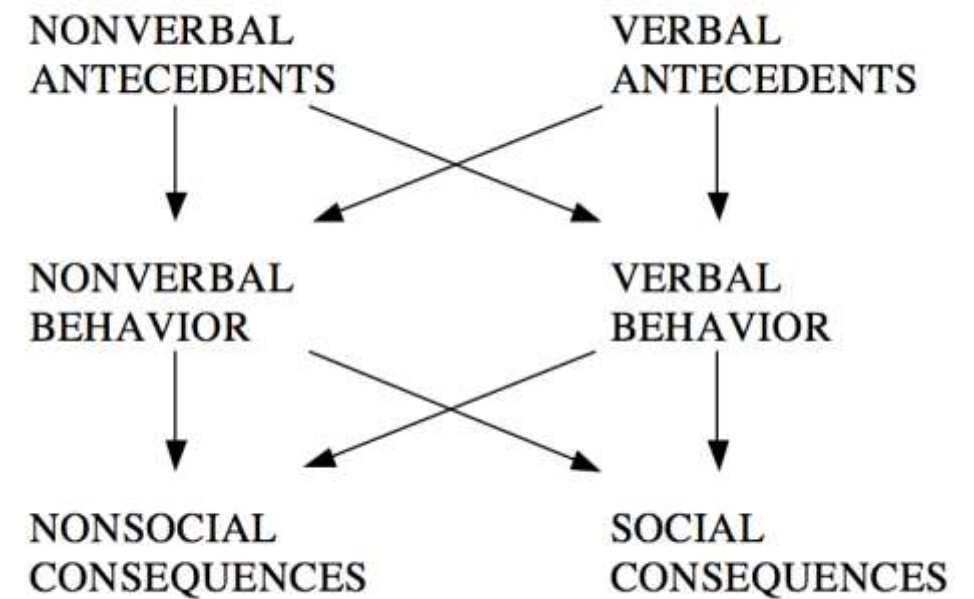 NONVERBAL
ANTECEDENTS
VERBAL
ANTECEDENTS
NONVERBAL
BEHAVIOR
VERBAL
BEHAVIOR
NONSOCIAL
CONSEQUENCES
SOCIAL
CONSEQUENCES